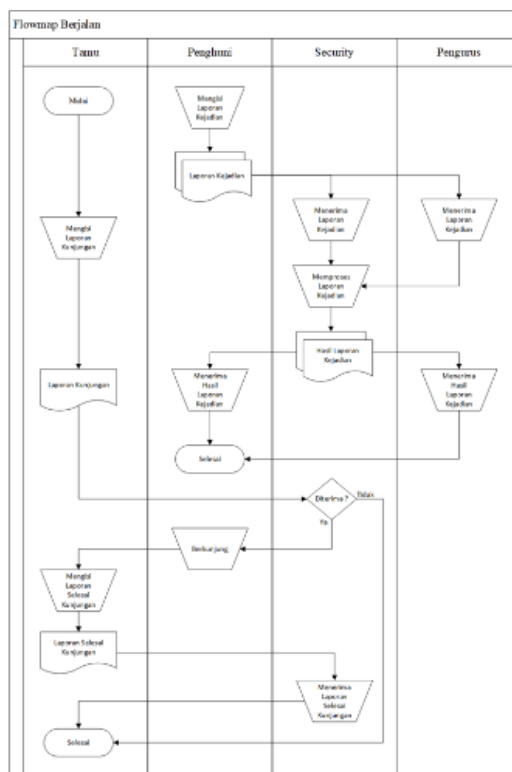 Flowmap Berjalan
Tamu
Penghuni
Security
Pengurus
Mulai
Mengisi
Laporan
Kejadian
Laporan Kejadian
Mengisi
Laporan
Kunjungan
Menerima
Laporan
Kejadian
Menerima
Laporan
Kejadian
Memproses
Laporan
Kejadian
Hasil Laporan
Kejadian
Laporan Kunjungan
Menerima
Hasil
Laporan
Kejadian
Menerima
Hasil
Laporan
Kejadian
Selesai
Diterima ?
Tidak
Ya
Berkunjung
Mengisi
Laporan
Selesai
Kunjungan
Laporan Selesai
Kunjungan
Menerima
Laporan
Selesai
Kunjungan
Selesai